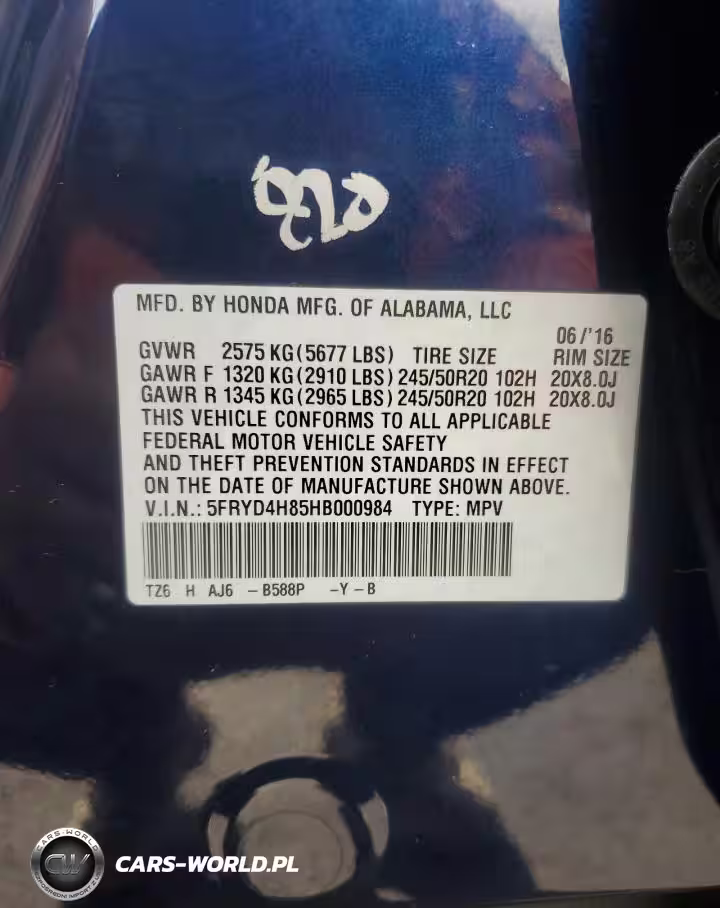 MFD. BY HONDA MFG. OF ALABAMA, LLC
06/'16
GVWR 2575 KG(5677 LBS) TIRE SIZE RIM SIZE
GAWR F 1320 KG(2910 LBS)245/50R20 102H 20X8.0J
GAWR R 1345 KG(2965 LBS)245/50R20 102H 20X8.0J
THIS VEHICLE CONFORMS TO ALL APPLICABLE
FEDERAL MOTOR VEHICLE SAFETY
AND THEFT PREVENTION STANDARDS IN EFFECT
ON THE DATE OF MANUFACTURE SHOWN ABOVE.
V.I.N.: 5FRYD4H85HB000984 TYPE: MPV
TZ6 H AJ6 -B588P -Y-B
CARS-WORLD
CW
CARS-WORLD.PL